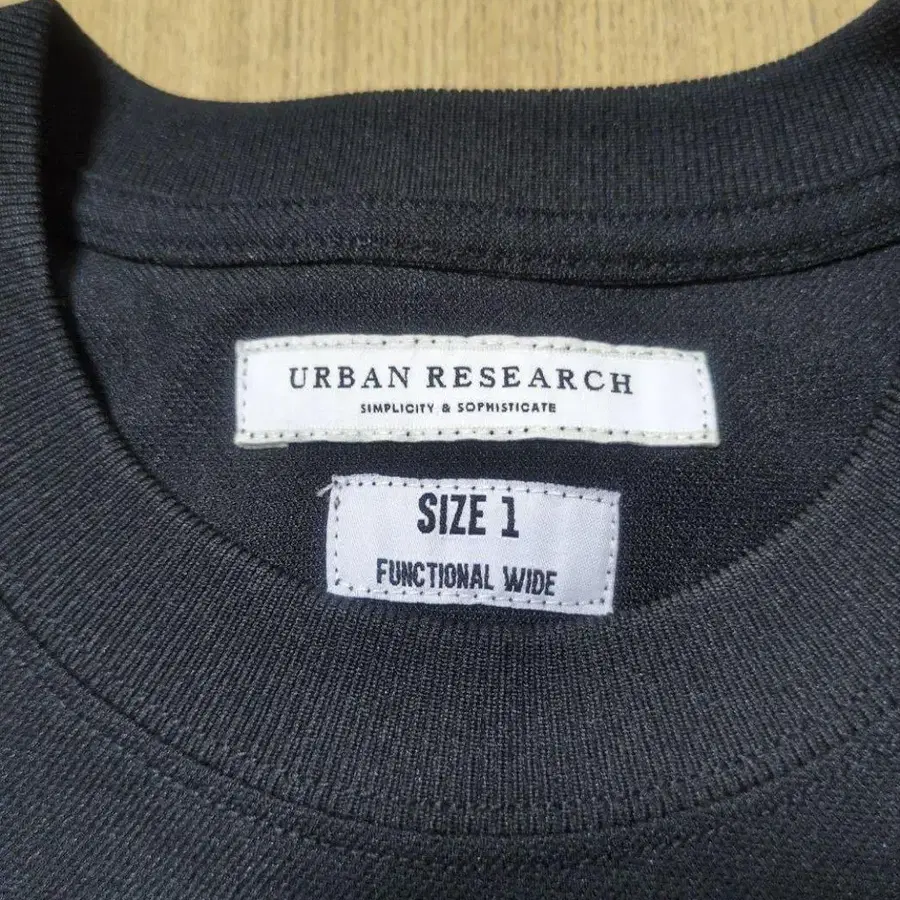 URBAN RESEARCH
SIMPLICITY & SOPHISTICATE
SIZE 1
FUNCTIONAL WIDE